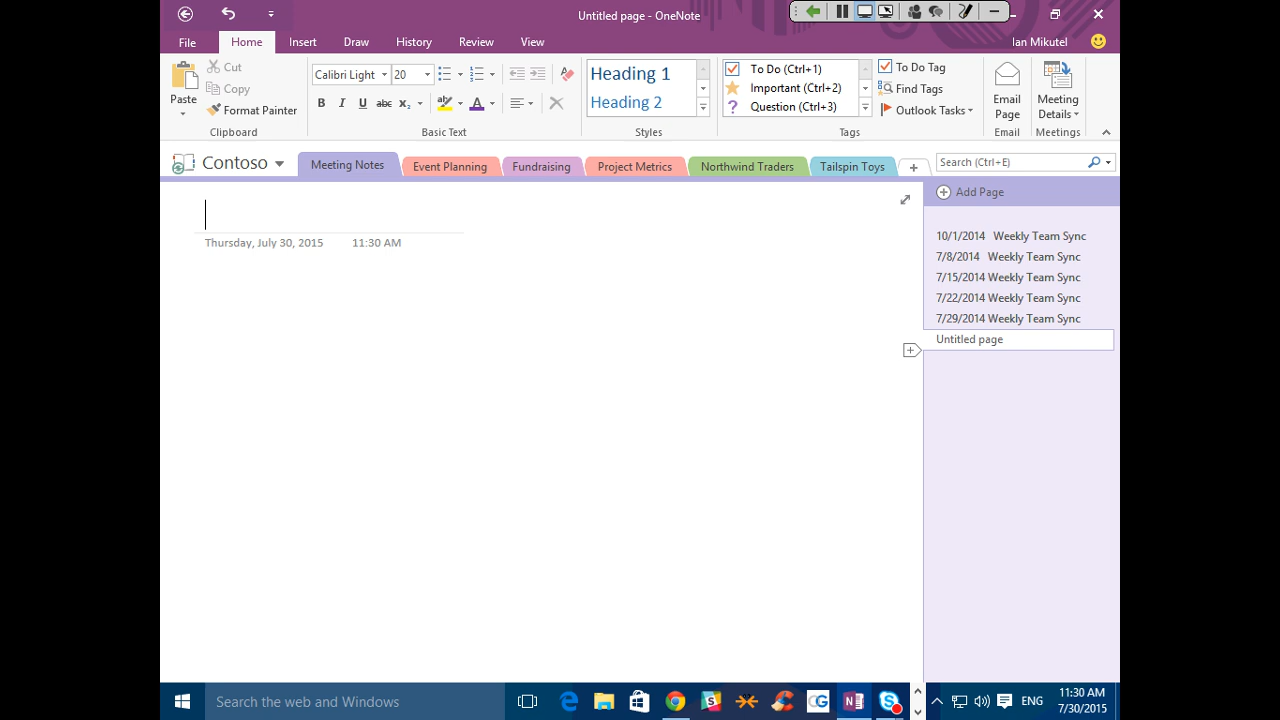 Untitled page - OneNote
File Home Insert Draw History Review View Ian Mikutel
Paste
Cut
Copy
Format Painter
Clipboard
Calibri Light 20
B I U abc x₂ A
Basic Text
Heading 1
Heading 2
Styles
To Do (Ctrl+1)
Important (Ctrl+2)
? Question (Ctrl+3)
To Do Tag
Find Tags
Outlook Tasks
Tags
Email
Page
Email
Meeting
Details
Meetings
Contoso Meeting Notes Event Planning Fundraising Project Metrics Northwind Traders Tailspin Toys + Search (Ctrl+E)
Add Page
Thursday, July 30, 2015 11:30 AM
10/1/2014 Weekly Team Sync
7/8/2014 Weekly Team Sync
7/15/2014 Weekly Team Sync
7/22/2014 Weekly Team Sync
7/29/2014 Weekly Team Sync
Untitled page
Search the web and Windows
ENG
11:30 AM
7/30/2015